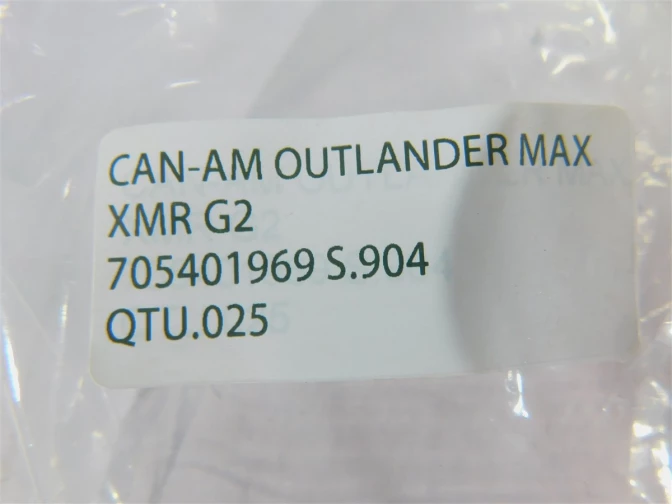 CAN-AM OUTLANDER MAX
XMR G2
705401969 S.904
QTU.025